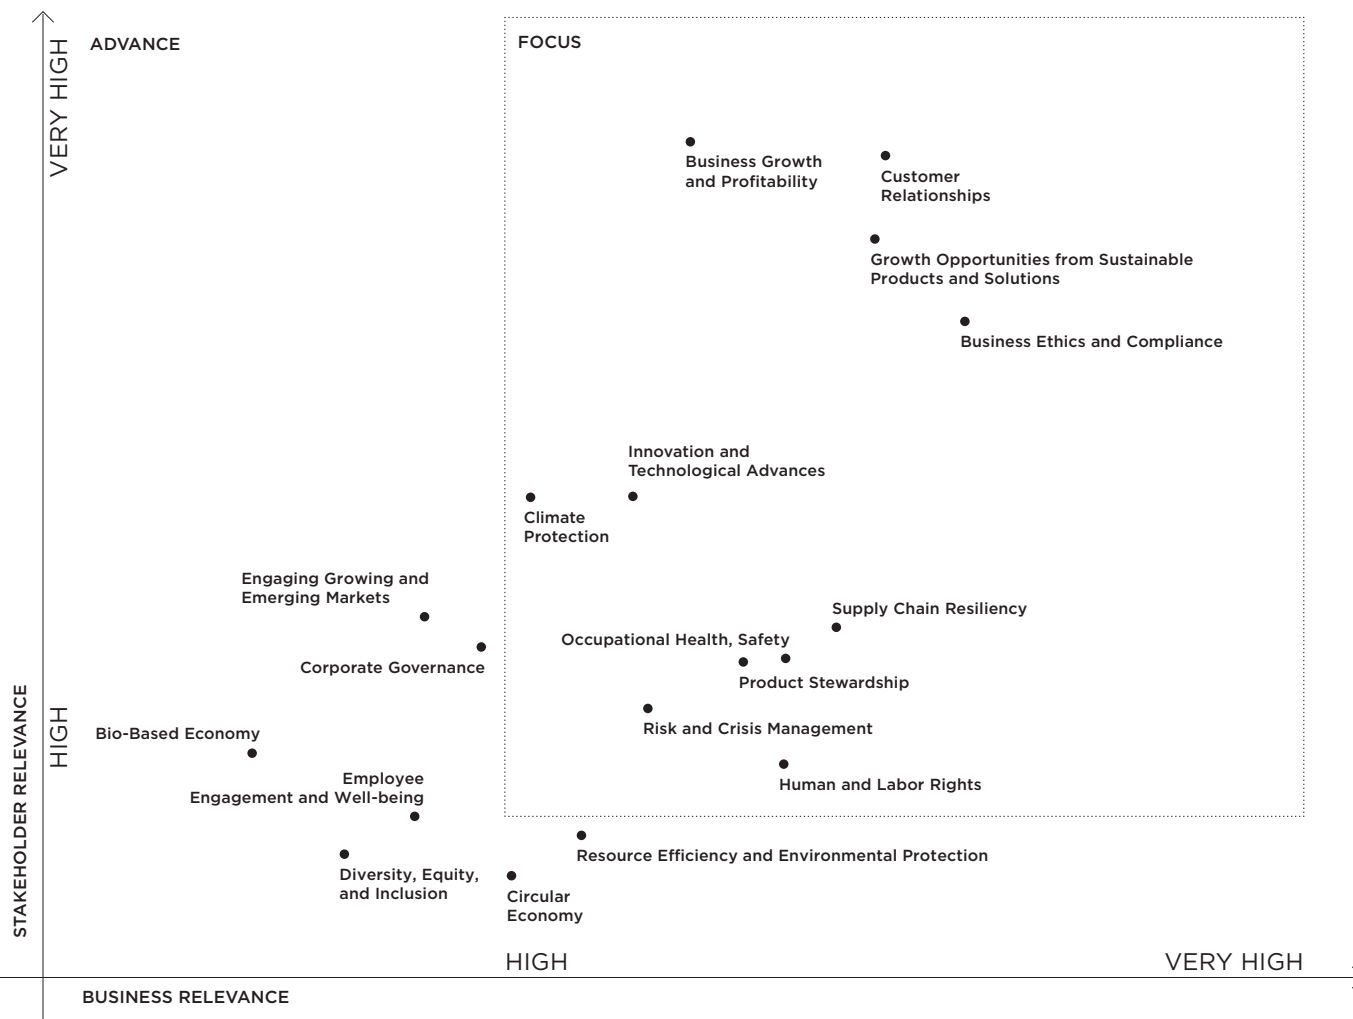 ADVANCE
FOCUS
VERY HIGH
Business Growth
and Profitability
Customer
Relationships
Growth Opportunities from Sustainable
Products and Solutions
Business Ethics and Compliance
Innovation and
Technological Advances
Climate
Protection
Engaging Growing and
Emerging Markets
Supply Chain Resiliency
Occupational Health, Safety
Corporate Governance
Product Stewardship
Risk and Crisis Management
Bio-Based Economy
HIGH
Employee
Engagement and Well-being
Human and Labor Rights
STAKEHOLDER RELEVANCE
Resource Efficiency and Environmental Protection
Diversity, Equity,
and Inclusion
Circular
Economy
HIGH
VERY HIGH
BUSINESS RELEVANCE